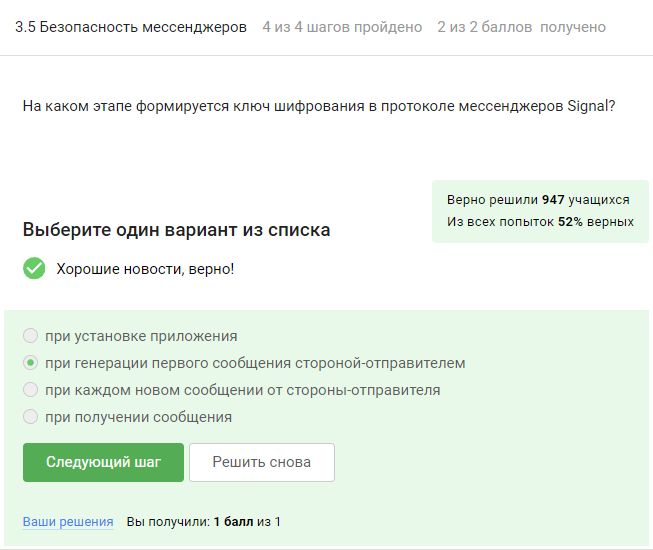 3.5 Безопасность мессенджеров 4 из 4 шагов пройдено 2 из 2 баллов получено
На каком этапе формируется ключ шифрования в протоколе мессенджеров Signal?
Верно решили 947 учащихся
Из всех попыток 52% верных
Выберите один вариант из списка
Хорошие новости, верно!
при установке приложения
при генерации первого сообщения стороной-отправителем
при каждом новом сообщении от стороны-отправителя
при получении сообщения
Следующий шаг Решить снова
Ваши решения Вы получили: 1 балл из 1